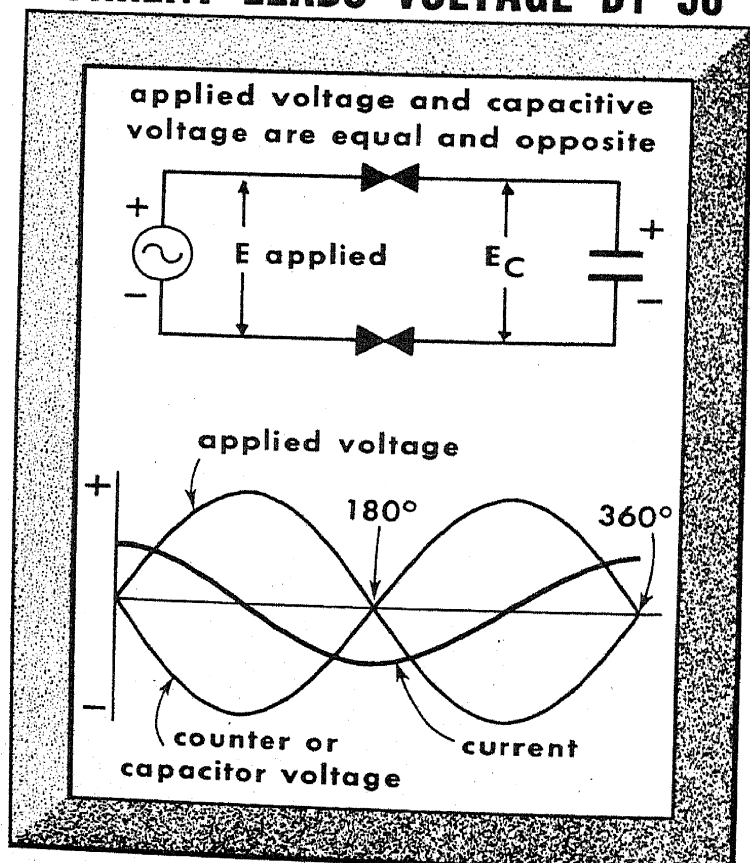 LEADS VOLTAGE BY
applied voltage and capacitive
voltage are equal and opposite
+
E applied
EC
+
−
−
applied voltage
+
180°
360°
−
counter or
capacitor voltage
current